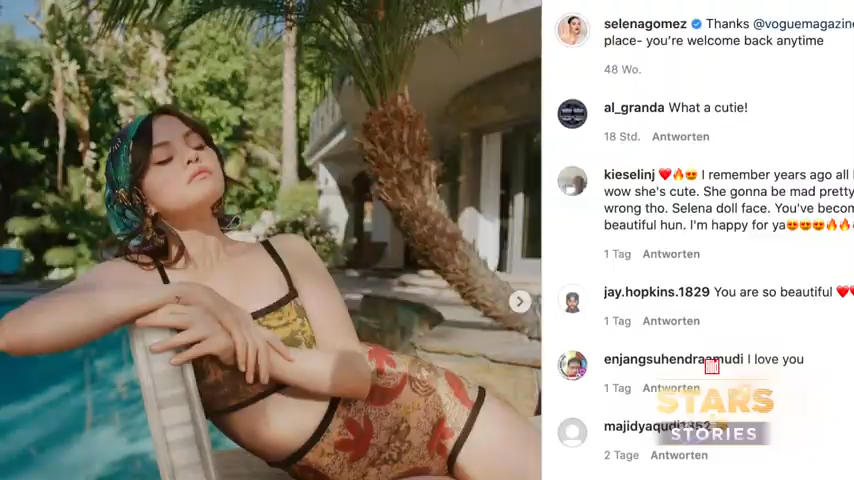 selenagomez Thanks @voguemagazine
place- you're welcome back anytime
48 Wo.
al_granda What a cutie!
18 Std. Antworten
kieselinj ❤️🔥😍 I remember years ago all
wow she's cute. She gonna be mad pretty
wrong tho. Selena doll face. You've becom
beautiful hun. I'm happy for ya😍😍😍🔥🔥
1 Tag Antworten
jay.hopkins.1829 You are so beautiful ❤️❤️
1 Tag Antworten
enjangsuhendraamudi I love you
1 Tag Antworten
STARS
STORIES
2 Tage Antworten